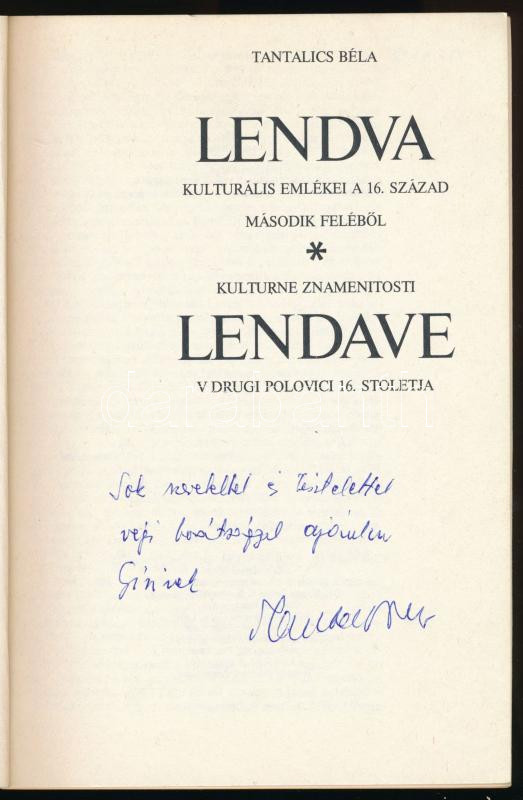 TANTALICS BÉLA
LENDVA
KULTURÁLIS EMLÉKEI A 16. SZÁZAD
MÁSODIK FELÉBŐL
*
KULTURNE ZNAMENITOSTI
LENDAVE
V DRUGI POLOVICI 16. STOLETJA
darabanth
Sok szeretettel és tisztelettel
régi barátsággal ajánlom